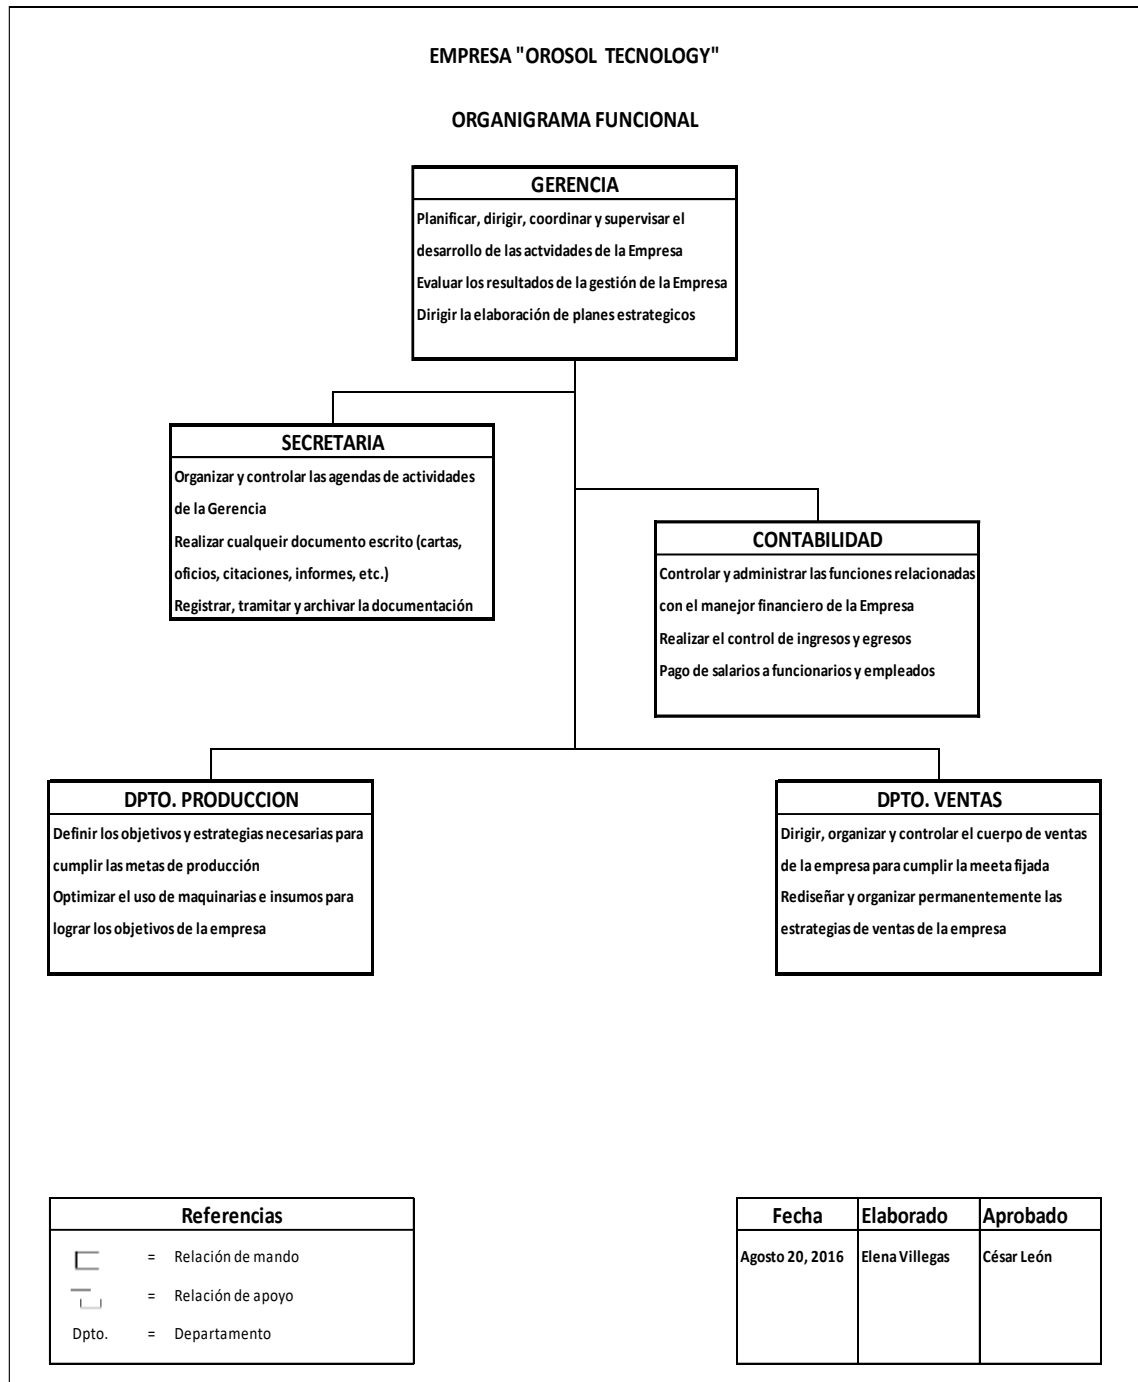 EMPRESA "OROSOL TECNOLOGY"
ORGANIGRAMA FUNCIONAL
GERENCIA
Planificar, dirigir, coordinar y supervisar el
desarrollo de las actvidades de la Empresa
Evaluar los resultados de la gestión de la Empresa
Dirigir la elaboración de planes estrategicos
SECRETARIA
Organizar y controlar las agendas de actividades
de la Gerencia
Realizar cualqueir documento escrito (cartas,
oficios, citaciones, informes, etc.)
Registrar, tramitar y archivar la documentación
CONTABILIDAD
Controlar y administrar las funciones relacionadas
con el manejor financiero de la Empresa
Realizar el control de ingresos y egresos
Pago de salarios a funcionarios y empleados
DPTO. PRODUCCION
Definir los objetivos y estrategias necesarias para
cumplir las metas de producción
Optimizar el uso de maquinarias e insumos para
lograr los objetivos de la empresa
DPTO. VENTAS
Dirigir, organizar y controlar el cuerpo de ventas
de la empresa para cumplir la meeta fijada
Rediseñar y organizar permanentemente las
estrategias de ventas de la empresa
Referencias
= Relación de mando
= Relación de apoyo
Dpto. = Departamento
Fecha Elaborado Aprobado
Agosto 20, 2016 Elena Villegas César León